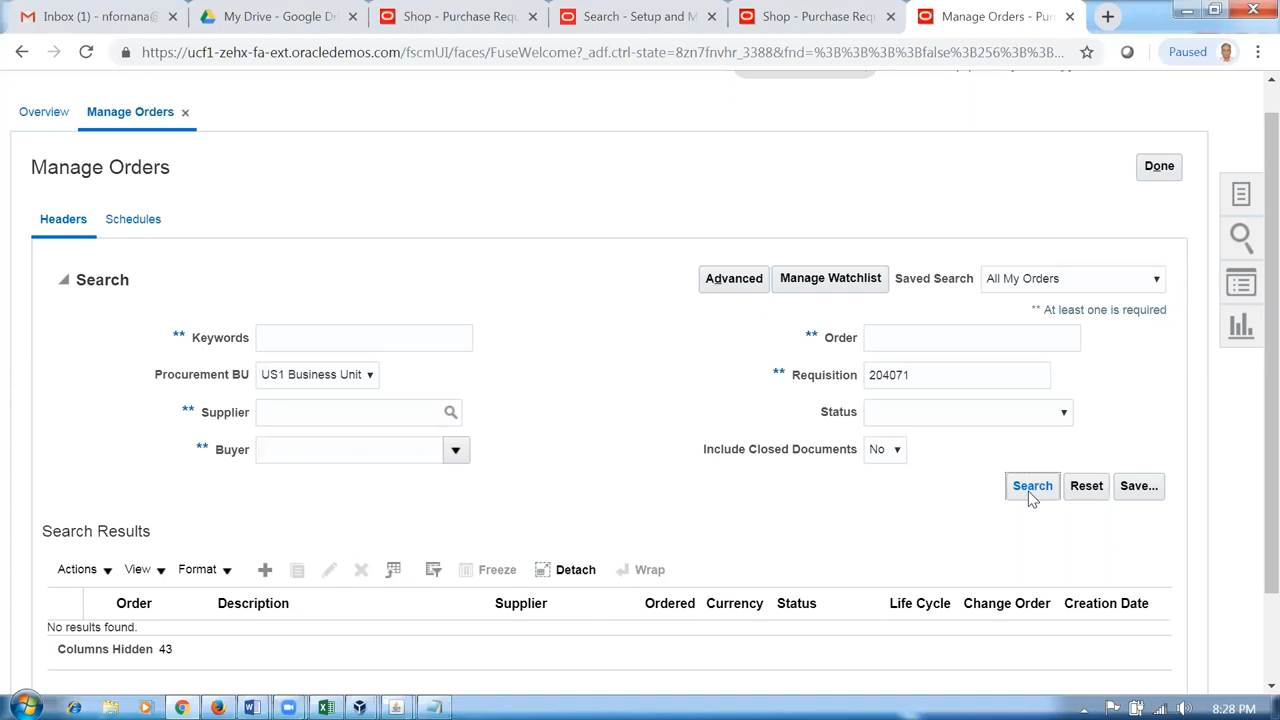 Inbox (1) - nfomana@
My Drive - Google Dr
Shop - Purchase Req
Search - Setup and M
Shop - Purchase Req
Manage Orders - Pur
https://ucf1-zehx-fa-ext.oracledemos.com/fscmUI/faces/FuseWelcome?_adf.ctrl-state=8zn7fnvhr_3388&fnd=%3B%3B%3B%3Bfalse%3B256%3B%3B...
Paused
Overview
Manage Orders
Manage Orders
Done
Headers
Schedules
Search
Advanced
Manage Watchlist
Saved Search
All My Orders
** At least one is required
** Keywords
** Order
Procurement BU US1 Business Unit
** Requisition 204071
** Supplier
Status
** Buyer
Include Closed Documents No
Search
Reset
Save...
Search Results
Actions View Format Freeze Detach Wrap
Order Description Supplier Ordered Currency Status Life Cycle Change Order Creation Date
No results found.
Columns Hidden 43
8:28 PM